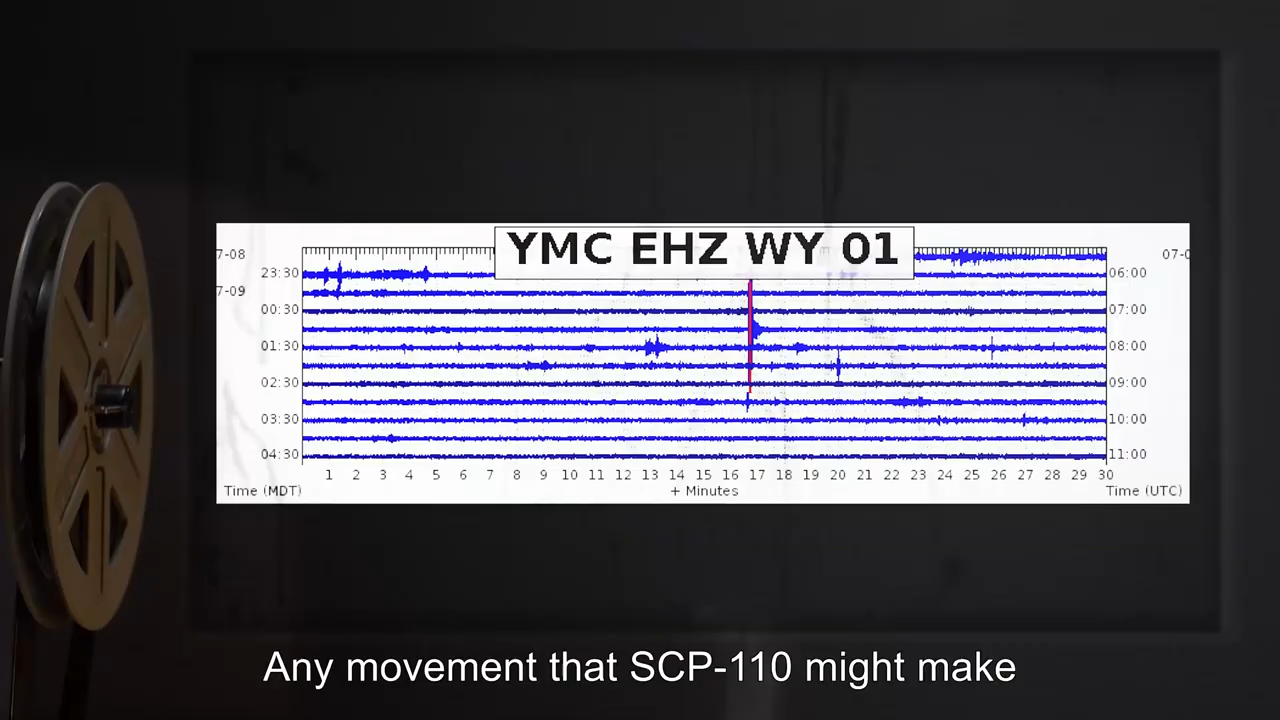 YMC EHZ WY 01
7-08
07-0
23:30
06:00
7-09
00:30
07:00
01:30
08:00
02:30
09:00
03:30
10:00
04:30
11:00
1 2 3 4 5 6 7 8 9 10 11 12 13 14 15 16 17 18 19 20 21 22 23 24 25 26 27 28 29 30
Time (MDT)
+ Minutes
Time (UTC)
Any movement that SCP-110 might make